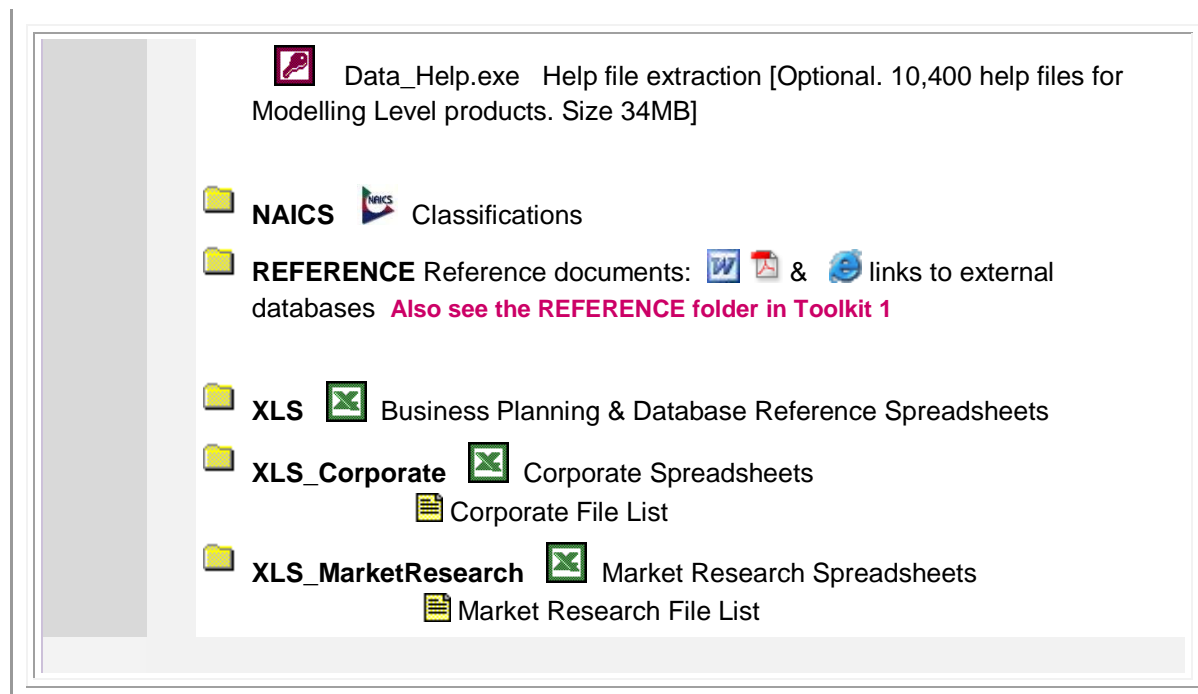 Data_Help.exe Help file extraction [Optional. 10,400 help files for
Modelling Level products. Size 34MB]
NAICS NAICS Classifications
REFERENCE Reference documents: W & links to external
databases Also see the REFERENCE folder in Toolkit 1
XLS Business Planning & Database Reference Spreadsheets
XLS_Corporate Corporate Spreadsheets
Corporate File List
XLS_MarketResearch Market Research Spreadsheets
Market Research File List